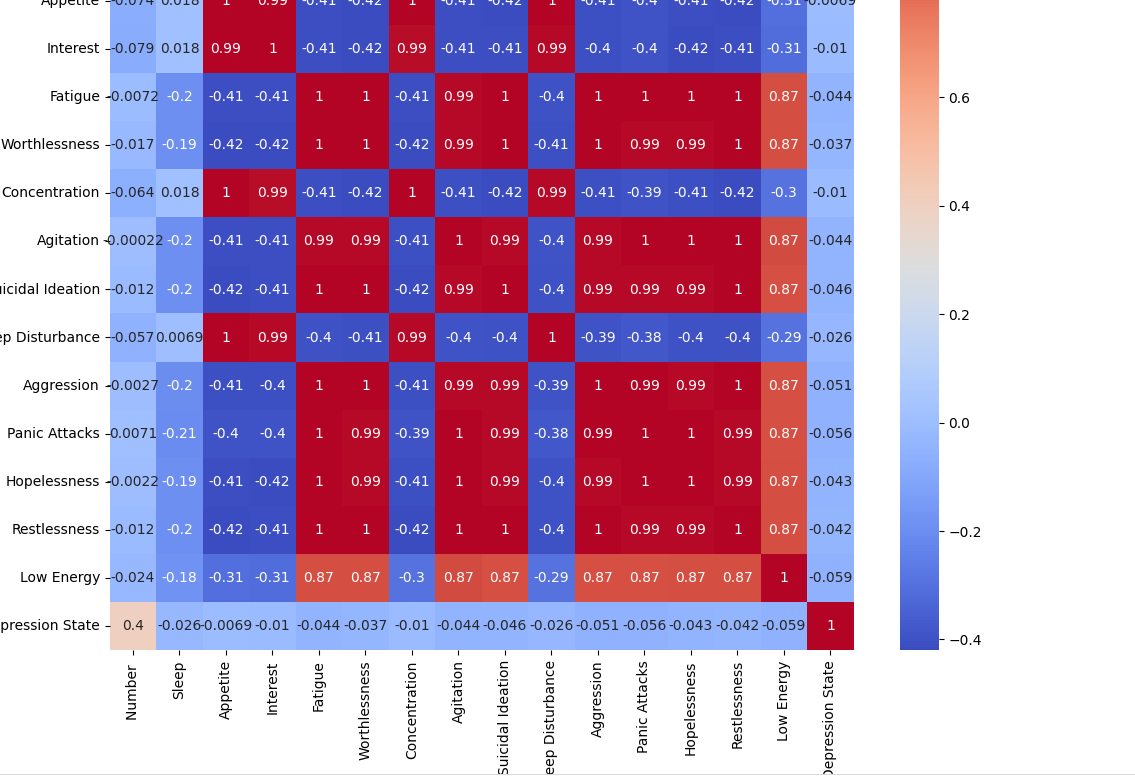 Appetite -0.074 0.018 1 0.99 -0.41 -0.42 1 -0.41 -0.42 1 -0.41 -0.4 -0.41 -0.42 -0.31 -0.0069
Interest -0.079 0.018 0.99 1 -0.41 -0.42 0.99 -0.41 -0.41 0.99 -0.4 -0.4 -0.42 -0.41 -0.31 -0.01
Fatigue -0.0072 -0.2 -0.41 -0.41 1 1 -0.41 0.99 1 -0.4 1 1 1 1 0.87 -0.044 0.6
Worthlessness -0.017 -0.19 -0.42 -0.42 1 1 -0.42 0.99 1 -0.41 1 0.99 0.99 1 0.87 -0.037
Concentration -0.064 0.018 1 0.99 -0.41 -0.42 1 -0.41 -0.42 0.99 -0.41 -0.39 -0.41 -0.42 -0.3 -0.01 0.4
Agitation -0.00022 -0.2 -0.41 -0.41 0.99 0.99 -0.41 1 0.99 -0.4 0.99 1 1 1 0.87 -0.044
uicidal Ideation -0.012 -0.2 -0.42 -0.41 1 1 -0.42 0.99 1 -0.4 0.99 0.99 0.99 1 0.87 -0.046
0.2
ep Disturbance -0.057 0.0069 1 0.99 -0.4 -0.41 0.99 -0.4 -0.4 1 -0.39 -0.38 -0.4 -0.4 -0.29 -0.026
Aggression -0.0027 -0.2 -0.41 -0.4 1 1 -0.41 0.99 0.99 -0.39 1 0.99 0.99 1 0.87 -0.051
0.0
Panic Attacks -0.0071 -0.21 -0.4 -0.4 1 0.99 -0.39 1 0.99 -0.38 0.99 1 1 0.99 0.87 -0.056
Hopelessness -0.0022 -0.19 -0.41 -0.42 1 0.99 -0.41 1 0.99 -0.4 0.99 1 1 0.99 0.87 -0.043
Restlessness -0.012 -0.2 -0.42 -0.41 1 1 -0.42 1 1 -0.4 1 0.99 0.99 1 0.87 -0.042 −0.2
Low Energy -0.024 -0.18 -0.31 -0.31 0.87 0.87 -0.3 0.87 0.87 -0.29 0.87 0.87 0.87 0.87 1 -0.059
pression State 0.4 -0.026 -0.0069 -0.01 -0.044 -0.037 -0.01 -0.044 -0.046 -0.026 -0.051 -0.056 -0.043 -0.042 -0.059 1 −0.4
Number
Sleep
Appetite
Interest
Fatigue
Worthlessness
Concentration
Agitation
Suicidal Ideation
eep Disturbance
Aggression
Panic Attacks
Hopelessness
Restlessness
Low Energy
Depression State